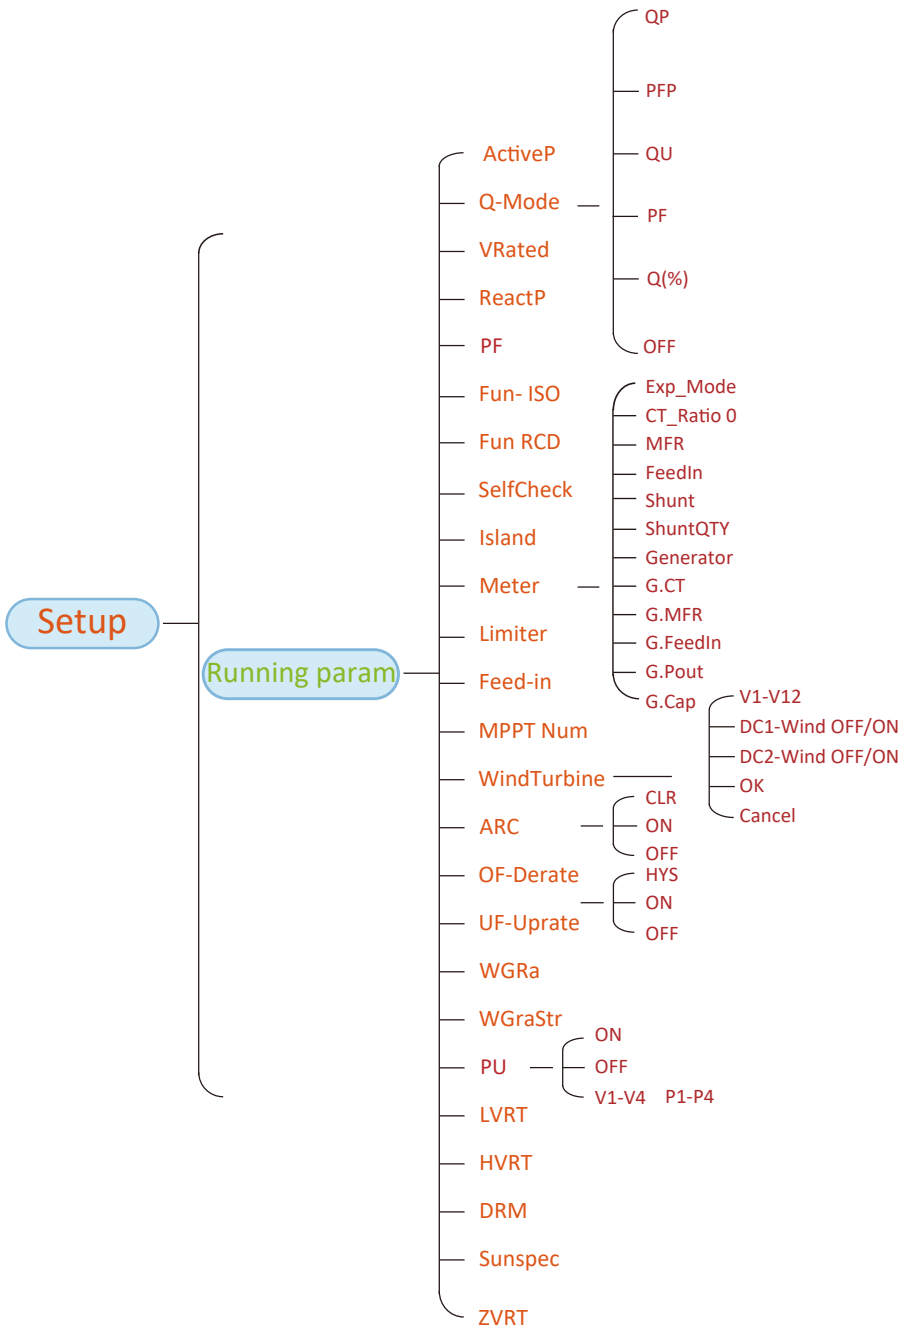 Setup
Running param
ActiveP
Q-Mode
QP
PFP
QU
PF
Q(%)
OFF
VRated
ReactP
PF
Fun- ISO
Fun RCD
SelfCheck
Island
Meter
Exp_Mode
CT_Ratio 0
MFR
FeedIn
Shunt
ShuntQTY
Generator
G.CT
G.MFR
G.FeedIn
G.Pout
G.Cap
Limiter
Feed-in
MPPT Num
WindTurbine
V1-V12
DC1-Wind OFF/ON
DC2-Wind OFF/ON
OK
Cancel
ARC
CLR
ON
OFF
OF-Derate
UF-Uprate
HYS
ON
OFF
WGRa
WGraStr
PU
ON
OFF
V1-V4 P1-P4
LVRT
HVRT
DRM
Sunspec
ZVRT